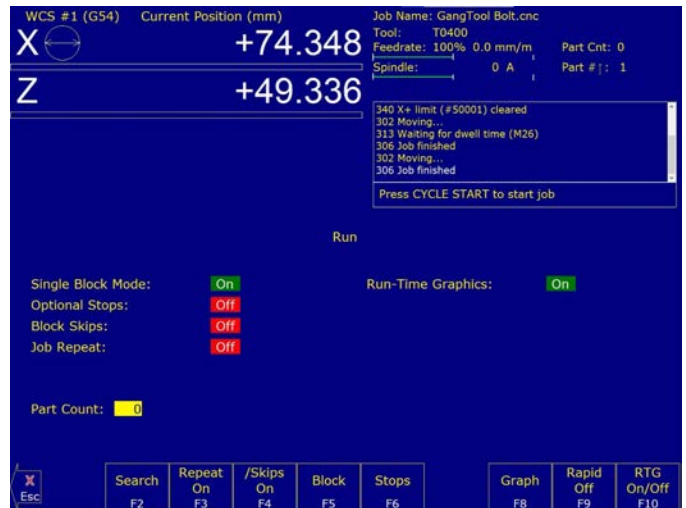 WCS #1 (G54) Current Position (mm)
X +74.348
Z +49.336
Job Name: GangTool Bolt.cnc
Tool: T0400
Feedrate: 100% 0.0 mm/m Part Cnt: 0
Spindle: 0 A Part # : 1
340 X+ limit (#50001) cleared
302 Moving...
313 Waiting for dwell time (M26)
306 Job finished
302 Moving...
306 Job finished
Press CYCLE START to start job
Run
Single Block Mode: On
Run-Time Graphics: On
Optional Stops: Off
Block Skips: Off
Job Repeat: Off
Part Count: 0
X
Esc
Search
F2
Repeat
On
F3
/Skips
On
F4
Block
F5
Stops
F6
Graph
F8
Rapid
Off
F9
RTG
On/Off
F10